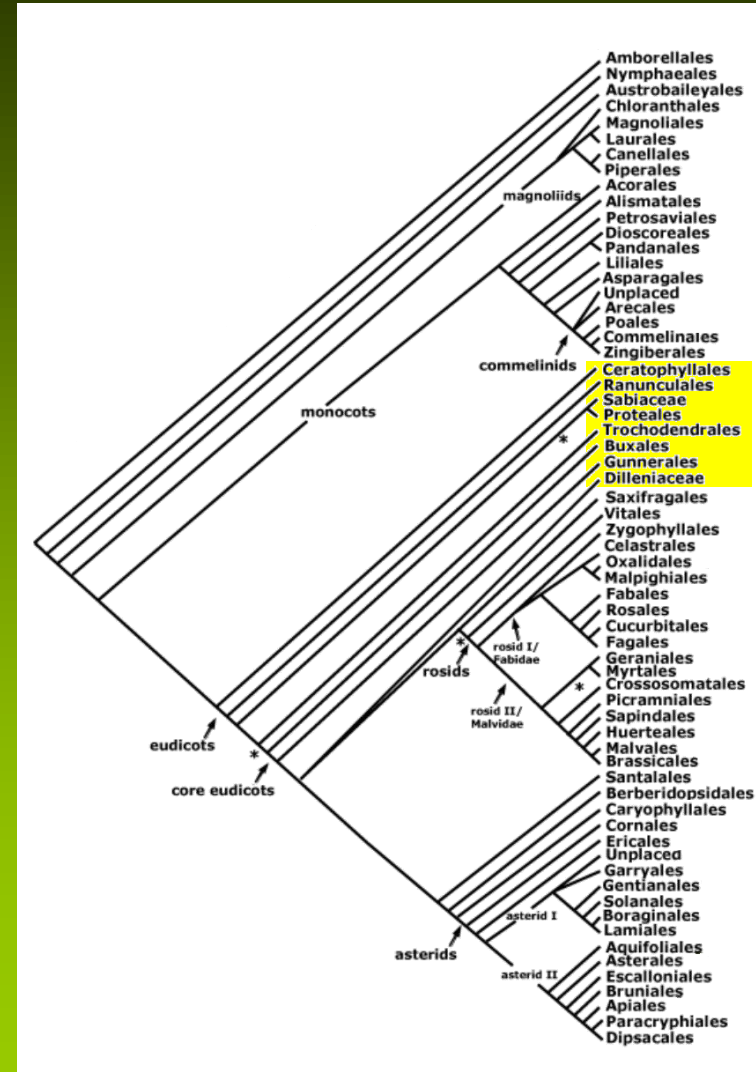 Amborellales
Nymphaeales
Austrobaileyales
Chloranthales
Magnoliales
Laurales
Canellales
Piperales
magnoliids
Acorales
Alismatales
Petrosaviales
Dioscoreales
Pandanales
Liliales
Asparagales
Unplaced
Arecales
Poales
Commelinales
Zingiberales
commelinids
monocots
Ceratophyllales
Ranunculales
Sabiaceae
Proteales
Trochodendrales
*
Buxales
Gunnerales
Dilleniaceae
Saxifragales
Vitales
Zygophyllales
Celastrales
Oxalidales
Malpighiales
Fabales
Rosales
Cucurbitales
Fagales
*
rosid I/
Fabidae
rosids
Geraniales
Myrtales
*
Crossosomatales
Picramniales
Sapindales
Huerteales
Malvales
Brassicales
rosid II/
Malvidae
eudicots
*
core eudicots
Santalales
Berberidopsidales
Caryophyllales
Cornales
Ericales
Unplaced
Garryales
Gentianales
Solanales
Boraginales
Lamiales
asterid I
asterids
asterid II
Aquifoliales
Asterales
Escalloniales
Bruniales
Apiales
Paracryphiales
Dipsacales